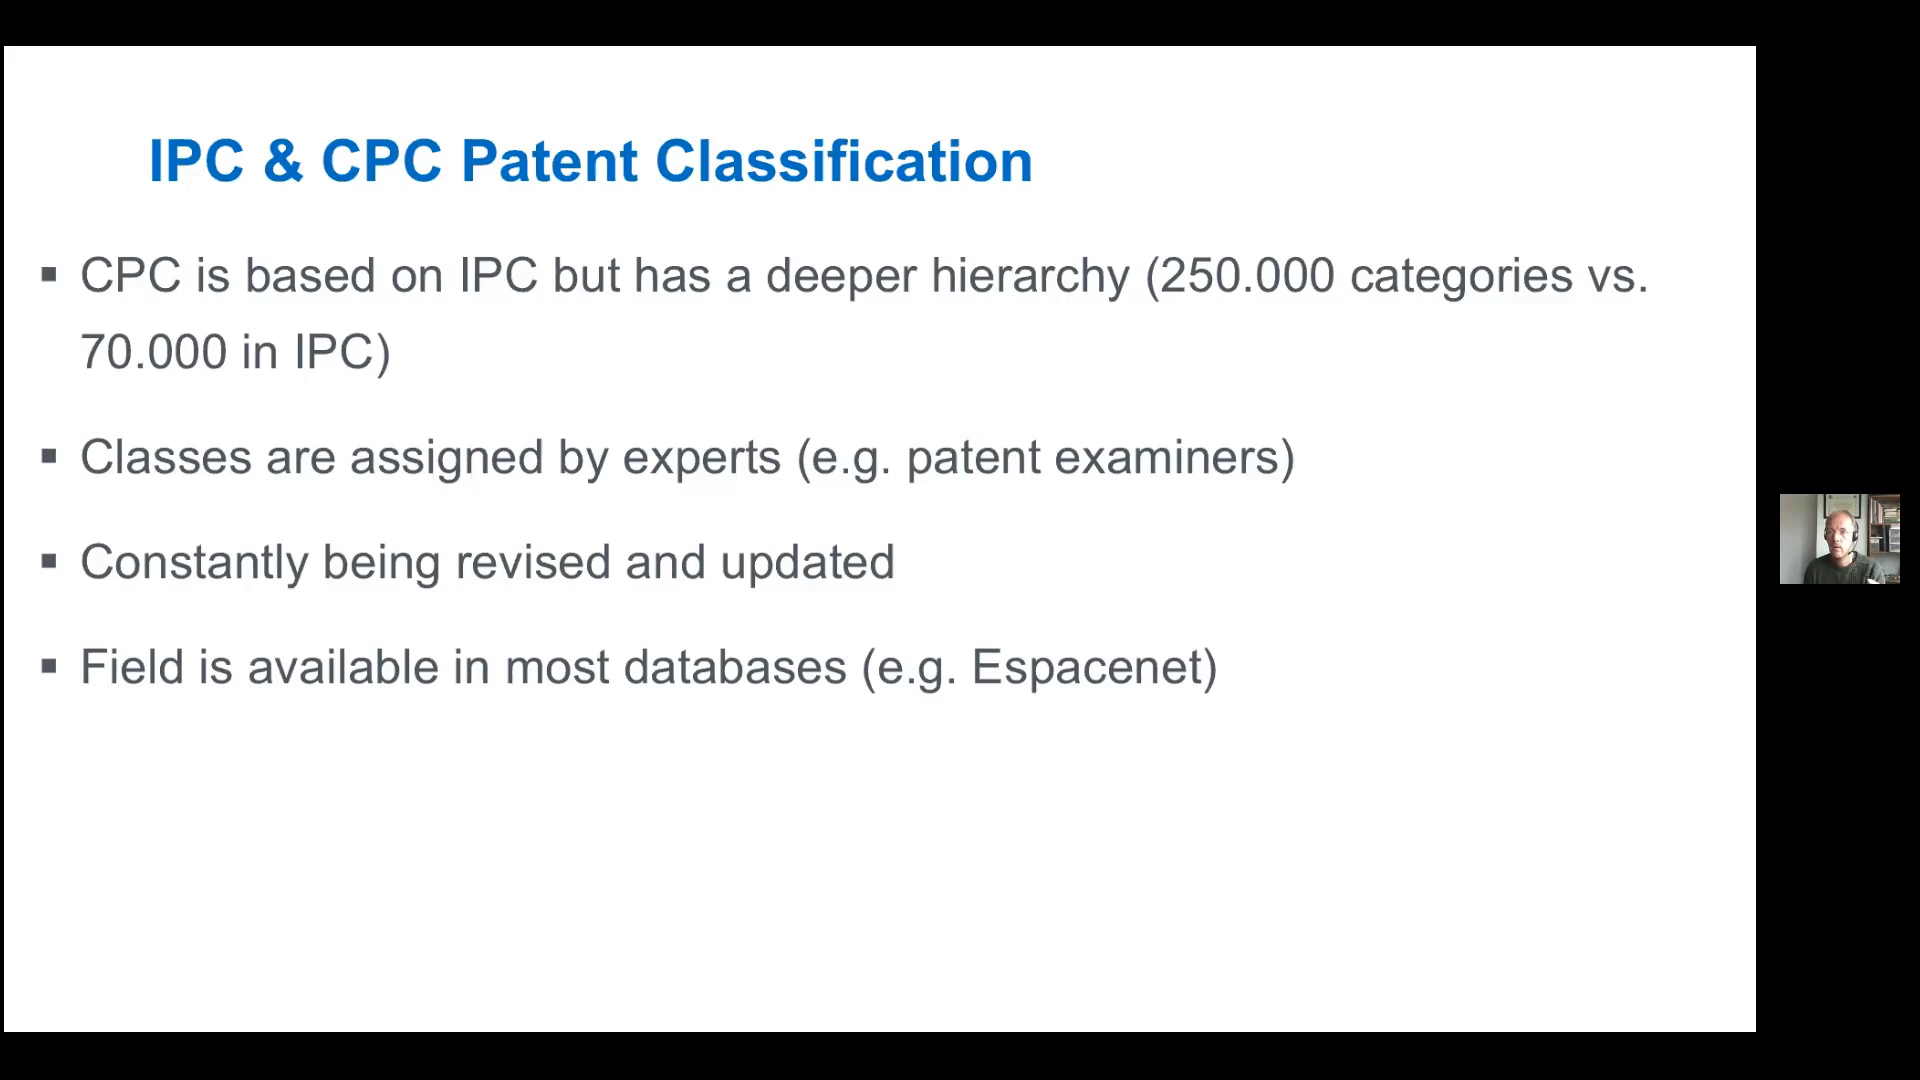 IPC & CPC Patent Classification
▪ CPC is based on IPC but has a deeper hierarchy (250.000 categories vs.
70.000 in IPC)
▪ Classes are assigned by experts (e.g. patent examiners)
▪ Constantly being revised and updated
▪ Field is available in most databases (e.g. Espacenet)